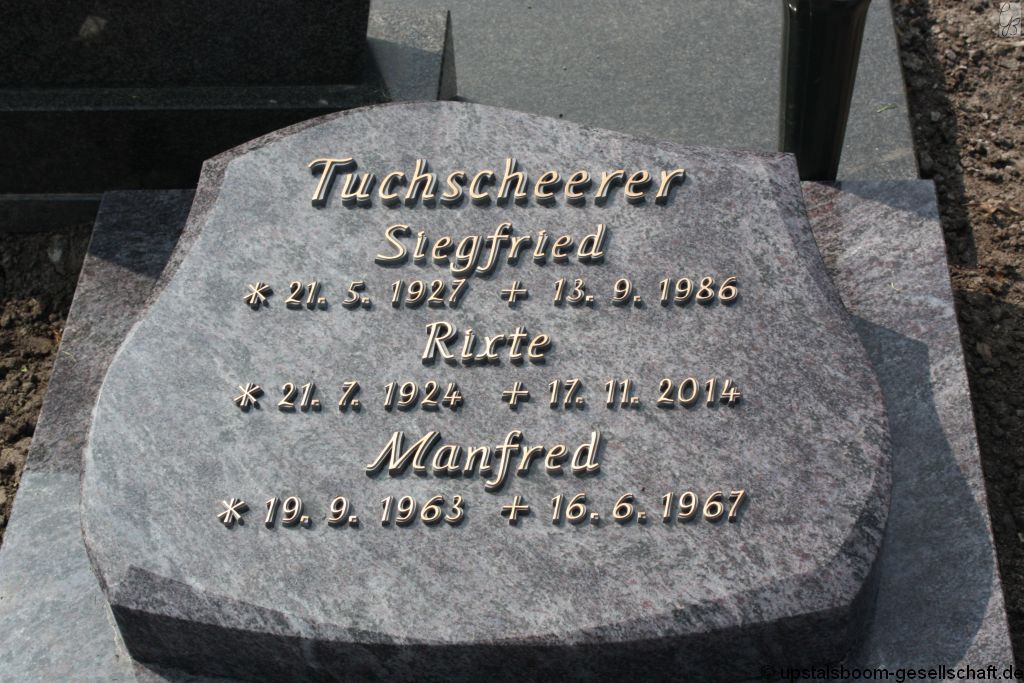 Tuchscheerer
Siegfried
* 21. 5. 1927 + 13. 9. 1986
Rixte
* 21. 7. 1924 + 17. 11. 2014
Manfred
* 19. 9. 1963 + 16. 6. 1967
© upstalsboom-gesellschaft.de